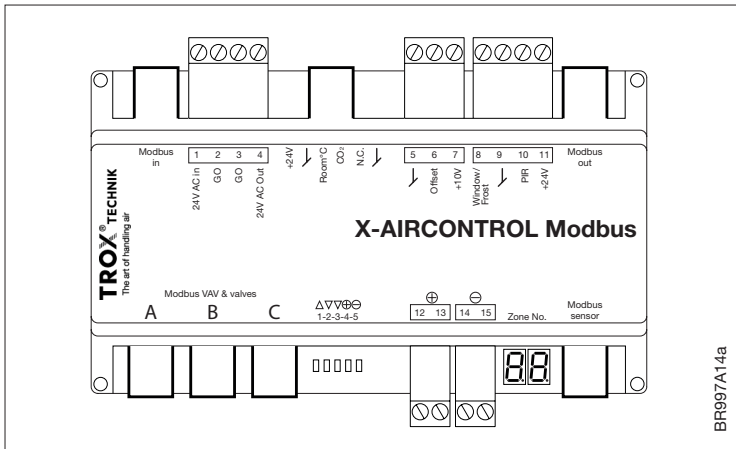 Modbus
in
1 2 3 4
24V AC in
GO
GO
24V AC Out
+24V
Room°C
CO₂
N.C.
5 6 7
Offset
+10V
8 9 10 11
Window/
Frost
PIR
+24V
Modbus
out
TROX® TECHNIK
The art of handling air
X-AIRCONTROL Modbus
Modbus VAV & valves
A B C
△▽▽⊕⊖
1-2-3-4-5
⊕
12 13
⊖
14 15
Zone No.
88
Modbus
sensor
BR997A14a